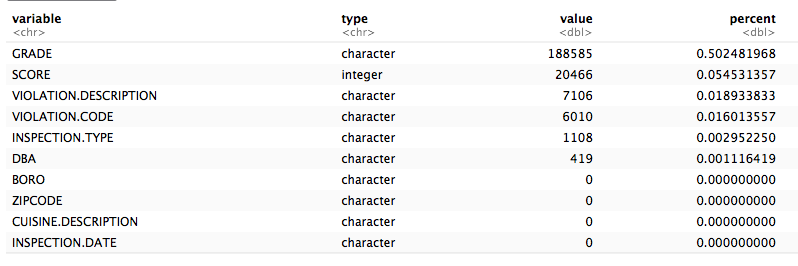 variable type value percent
<chr> <chr> <dbl> <dbl>
GRADE character 188585 0.502481968
SCORE integer 20466 0.054531357
VIOLATION.DESCRIPTION character 7106 0.018933833
VIOLATION.CODE character 6010 0.016013557
INSPECTION.TYPE character 1108 0.002952250
DBA character 419 0.001116419
BORO character 0 0.000000000
ZIPCODE character 0 0.000000000
CUISINE.DESCRIPTION character 0 0.000000000
INSPECTION.DATE character 0 0.000000000